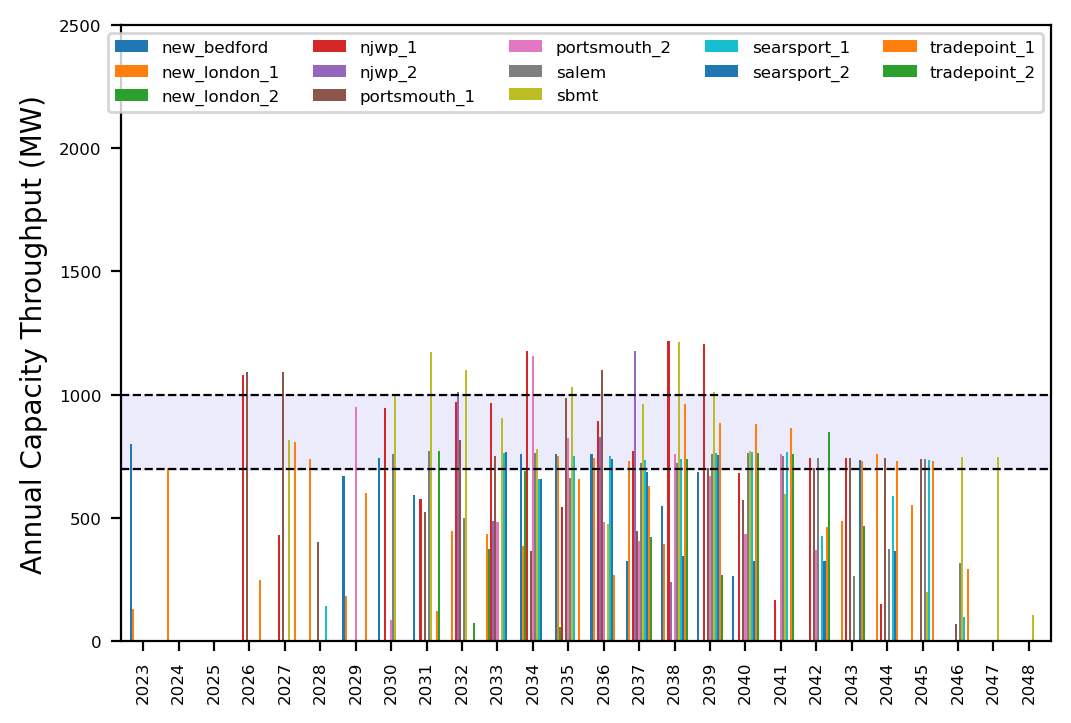 2500
2000
1500
1000
500
0
Annual Capacity Throughput (MW)
new_bedford njwp_1 portsmouth_2 searsport_1 tradepoint_1
new_london_1 njwp_2 salem searsport_2 tradepoint_2
new_london_2 portsmouth_1 sbmt
2023 2024 2025 2026 2027 2028 2029 2030 2031 2032 2033 2034 2035 2036 2037 2038 2039 2040 2041 2042 2043 2044 2045 2046 2047 2048